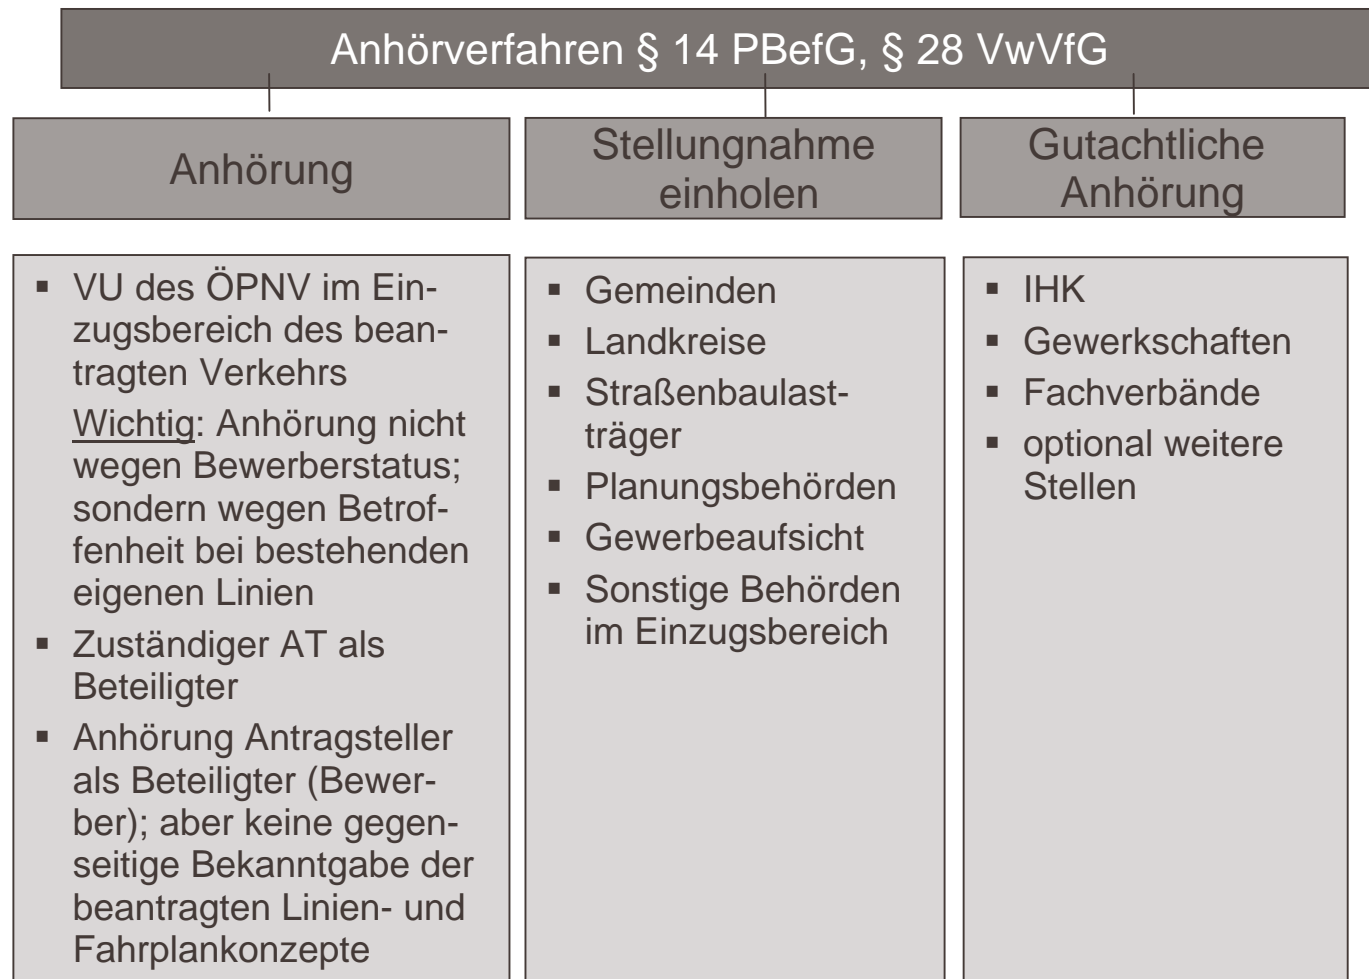 Anhörverfahren § 14 PBefG, § 28 VwVfG
Anhörung
Stellungnahme
einholen
Gutachtliche
Anhörung
▪ VU des ÖPNV im Ein-
zugsbereich des bean-
tragten Verkehrs
Wichtig: Anhörung nicht
wegen Bewerberstatus;
sondern wegen Betrof-
fenheit bei bestehenden
eigenen Linien
▪ Zuständiger AT als
Beteiligter
▪ Anhörung Antragsteller
als Beteiligter (Bewer-
ber); aber keine gegen-
seitige Bekanntgabe der
beantragten Linien- und
Fahrplankonzepte
▪ Gemeinden
▪ Landkreise
▪ Straßenbaulast-
träger
▪ Planungsbehörden
▪ Gewerbeaufsicht
▪ Sonstige Behörden
im Einzugsbereich
▪ IHK
▪ Gewerkschaften
▪ Fachverbände
▪ optional weitere
Stellen